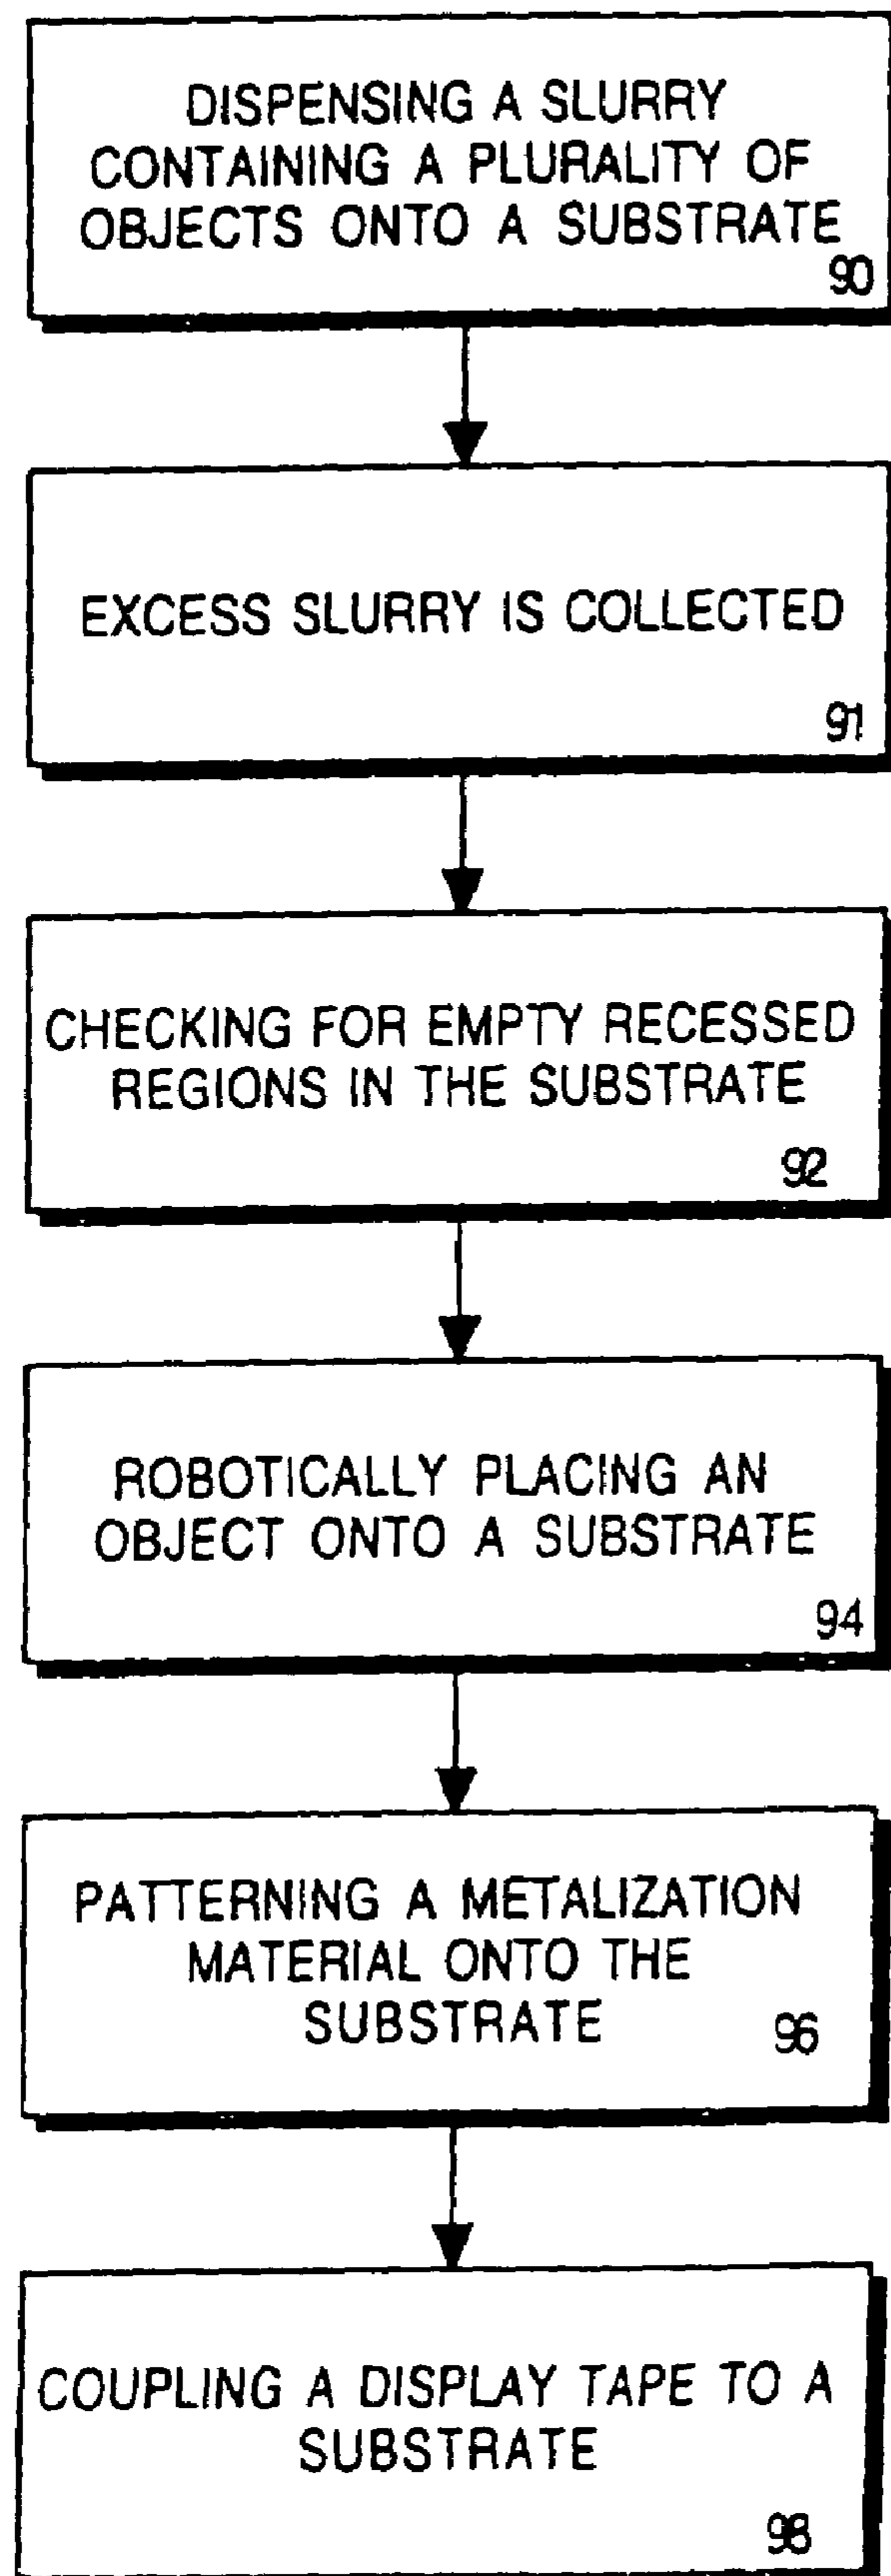 DISPENSING A SLURRY
CONTAINING A PLURALITY OF
OBJECTS ONTO A SUBSTRATE
90
EXCESS SLURRY IS COLLECTED
91
CHECKING FOR EMPTY RECESSED
REGIONS IN THE SUBSTRATE
92
ROBOTICALLY PLACING AN
OBJECT ONTO A SUBSTRATE
94
PATTERNING A METALIZATION
MATERIAL ONTO THE
SUBSTRATE
96
COUPLING A DISPLAY TAPE TO A
SUBSTRATE
98